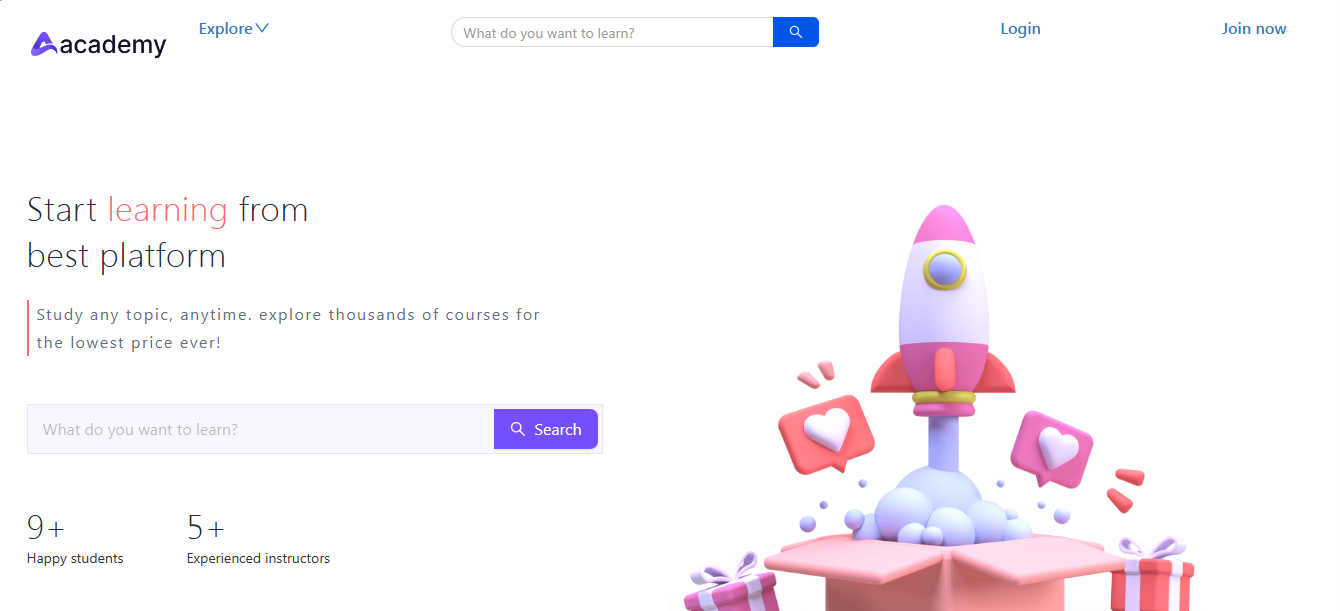 academy
Explore
What do you want to learn?
Login
Join now
Start learning from
best platform
Study any topic, anytime. explore thousands of courses for
the lowest price ever!
What do you want to learn?
Search
9+
5+
Happy students
Experienced instructors